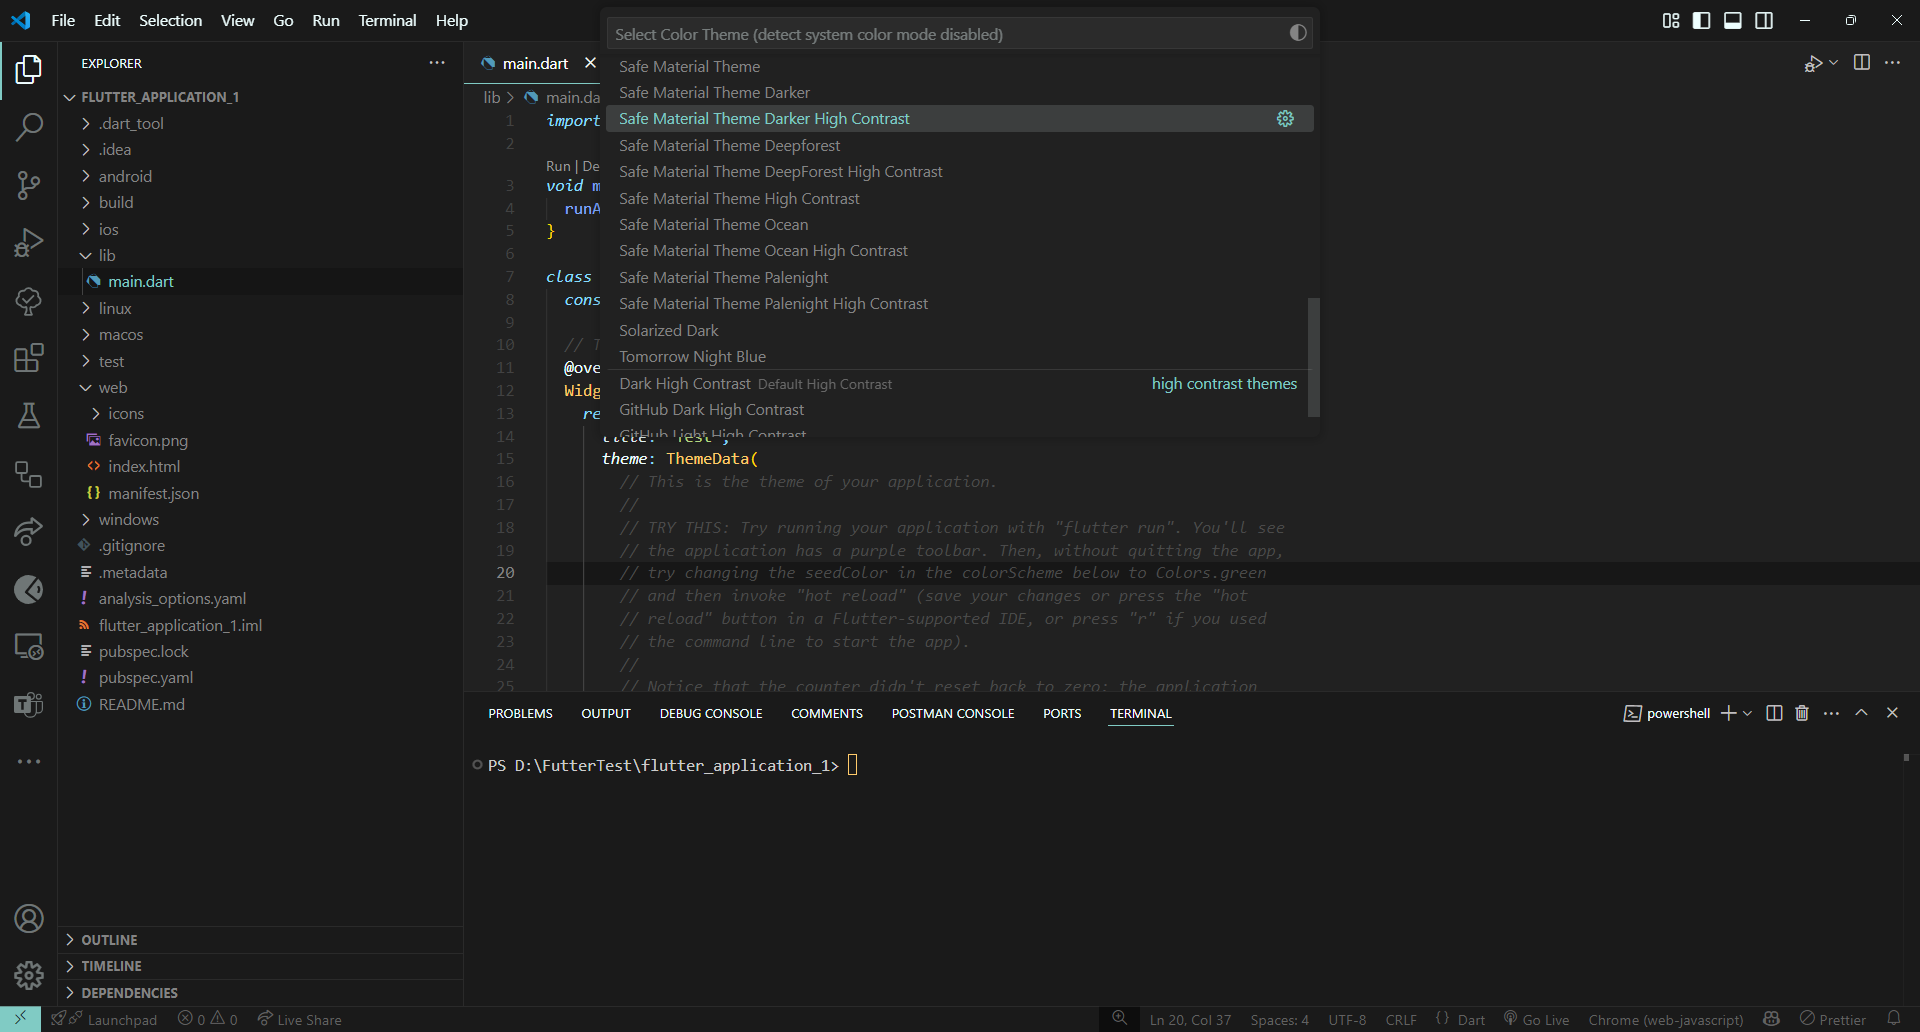 File Edit Selection View Go Run Terminal Help
Select Color Theme (detect system color mode disabled)
EXPLORER
FLUTTER_APPLICATION_1
.dart_tool
.idea
android
build
ios
lib
main.dart
linux
macos
test
web
icons
favicon.png
index.html
manifest.json
windows
.gitignore
.metadata
analysis_options.yaml
flutter_application_1.iml
pubspec.lock
pubspec.yaml
README.md
OUTLINE
TIMELINE
DEPENDENCIES
main.dart
lib > main.da
Safe Material Theme
Safe Material Theme Darker
Safe Material Theme Darker High Contrast
Safe Material Theme Deepforest
Safe Material Theme DeepForest High Contrast
Safe Material Theme High Contrast
Safe Material Theme Ocean
Safe Material Theme Ocean High Contrast
Safe Material Theme Palenight
Safe Material Theme Palenight High Contrast
Solarized Dark
Tomorrow Night Blue
Dark High Contrast Default High Contrast high contrast themes
GitHub Dark High Contrast
GitHub Light High Contrast
1 import
2
Run | De
3 void m
4 runA
5 }
6
7 class
8 cons
9
10 // T
11 @ove
12 Widg
13 re
14 title: 'Test',
15 theme: ThemeData(
16 // This is the theme of your application.
17 //
18 // TRY THIS: Try running your application with "flutter run". You'll see
19 // the application has a purple toolbar. Then, without quitting the app,
20 // try changing the seedColor in the colorScheme below to Colors.green
21 // and then invoke "hot reload" (save your changes or press the "hot
22 // reload" button in a Flutter-supported IDE, or press "r" if you used
23 // the command line to start the app).
24 //
25 // Notice that the counter didn't reset back to zero; the application
PROBLEMS OUTPUT DEBUG CONSOLE COMMENTS POSTMAN CONSOLE PORTS TERMINAL
powershell
PS D:\FutterTest\flutter_application_1>
Launchpad 0 0 Live Share
Ln 20, Col 37 Spaces: 4 UTF-8 CRLF {} Dart Go Live Chrome (web-javascript) Prettier